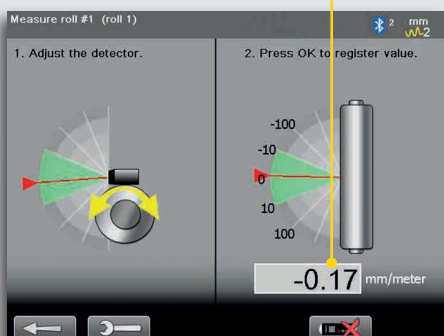 Measure roll #1 (roll 1)
2 mm
2
1. Adjust the detector.
2. Press OK to register value.
-100
-10
0
10
100
-0.17 mm/meter